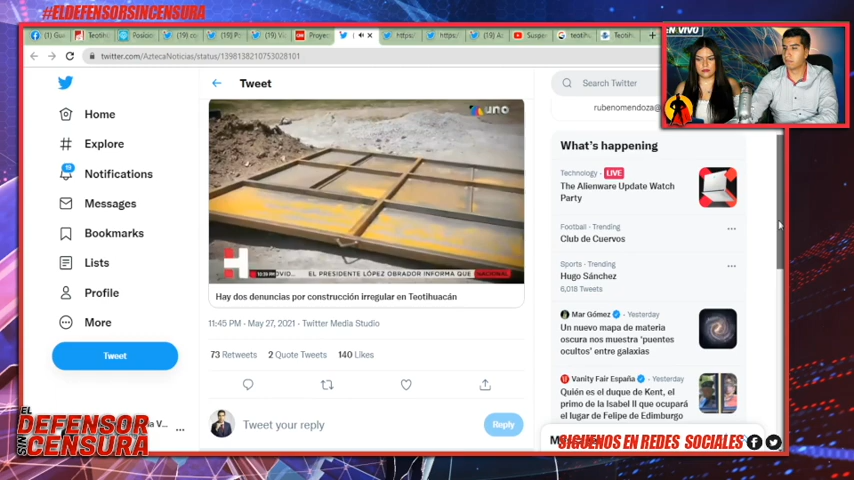 #ELDEFENSORSINCENSURA
EN VIVO
twitter.com/AztecaNoticias/status/1398138210753028101
Home
Explore
19
Notifications
Messages
Bookmarks
Lists
Profile
More
Tweet
Tweet
uno
H
EL PRESIDENTE LÓPEZ OBRADOR INFORMA QUE
NACIONAL
Hay dos denuncias por construcción irregular en Teotihuacán
11:45 PM · May 27, 2021 · Twitter Media Studio
73 Retweets 2 Quote Tweets 140 Likes
Tweet your reply
Reply
Search Twitter
rubenomendoza@
What's happening
Technology · LIVE
The Alienware Update Watch
Party
Football · Trending
Club de Cuervos
Sports · Trending
Hugo Sánchez
6,018 Tweets
Mar Gómez · Yesterday
Un nuevo mapa de materia
oscura nos muestra 'puentes
ocultos' entre galaxias
Vanity Fair España · Yesterday
Quién es el duque de Kent, el
primo de la Isabel II que ocupará
el lugar de Felipe de Edimburgo
EL
DEFENSOR
SIN CENSURA
SIGUENOS EN REDES SOCIALES